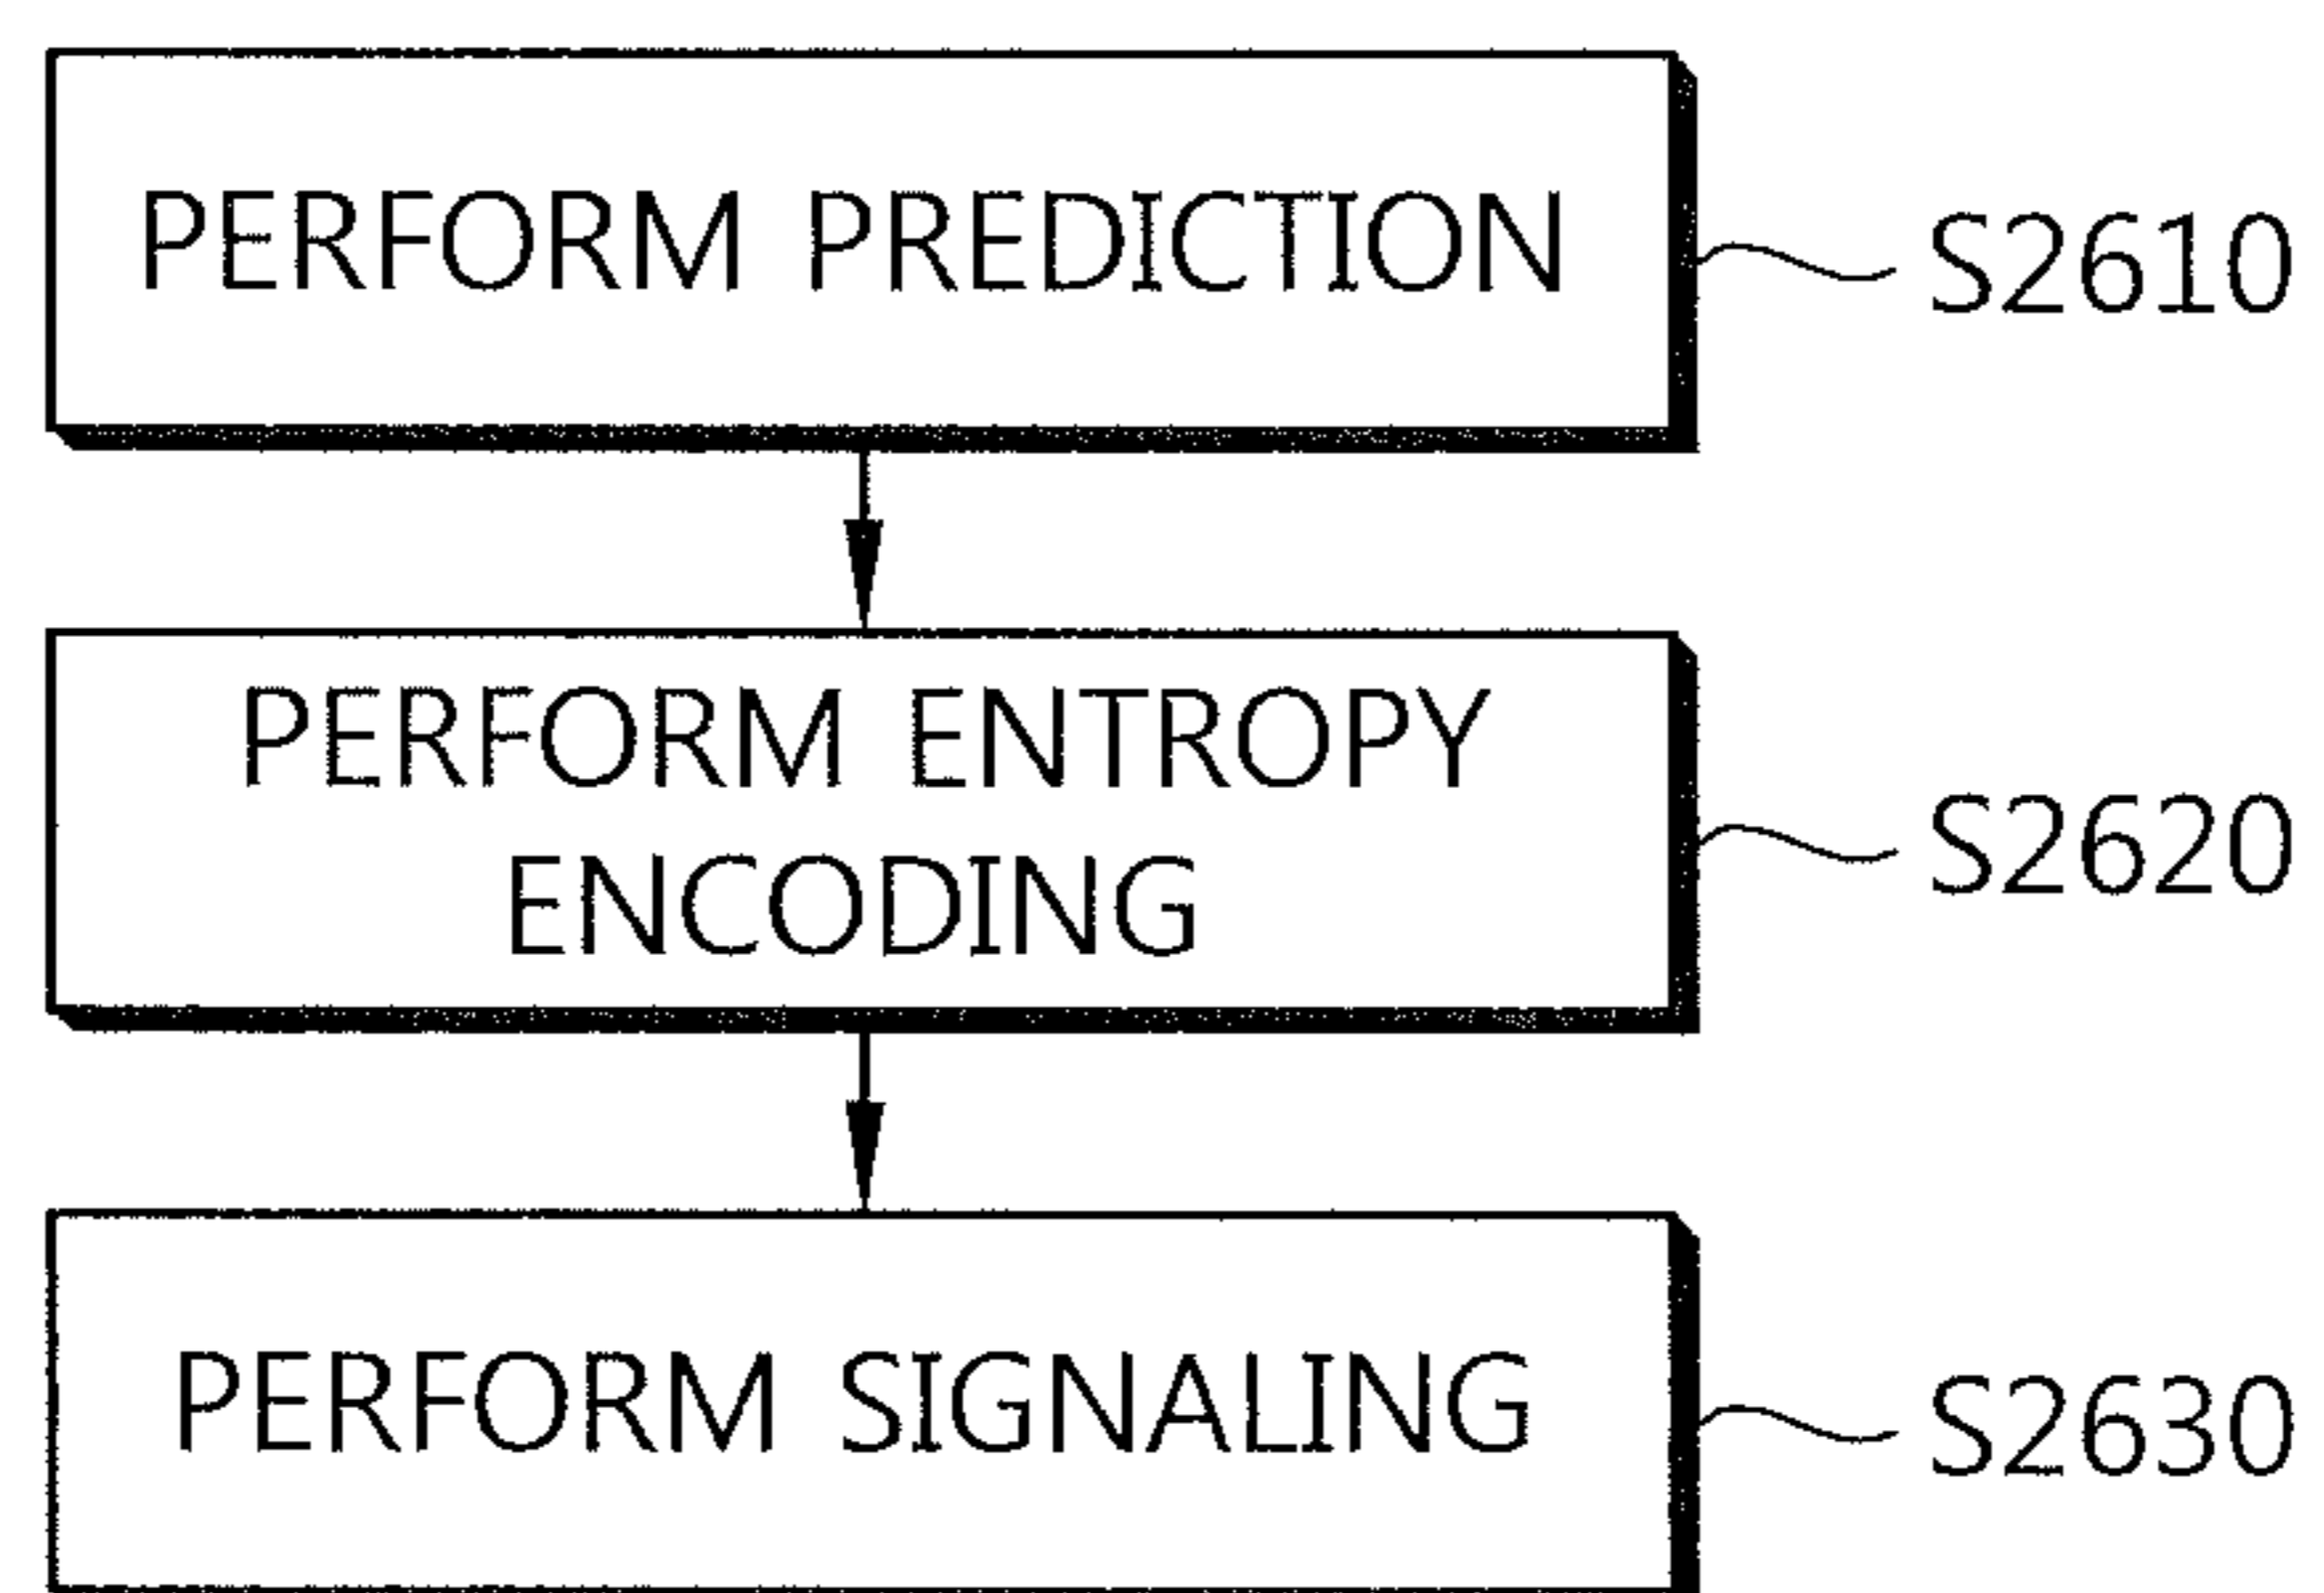 PERFORM PREDICTION
S2610
PERFORM ENTROPY
ENCODING
S2620
PERFORM SIGNALING
S2630